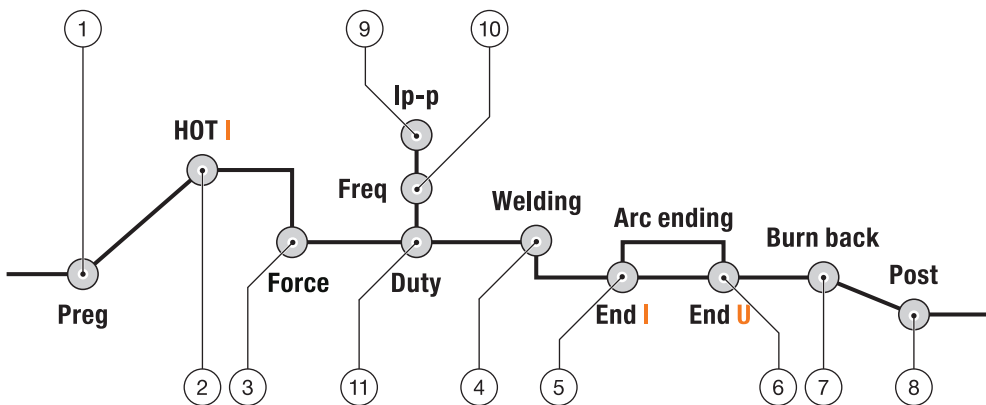 1
9
10
Ip-p
HOT I
Freq
Welding
Arc ending
Burn back
Post
Preg
Force
Duty
End I
End U
2
3
11
4
5
6
7
8